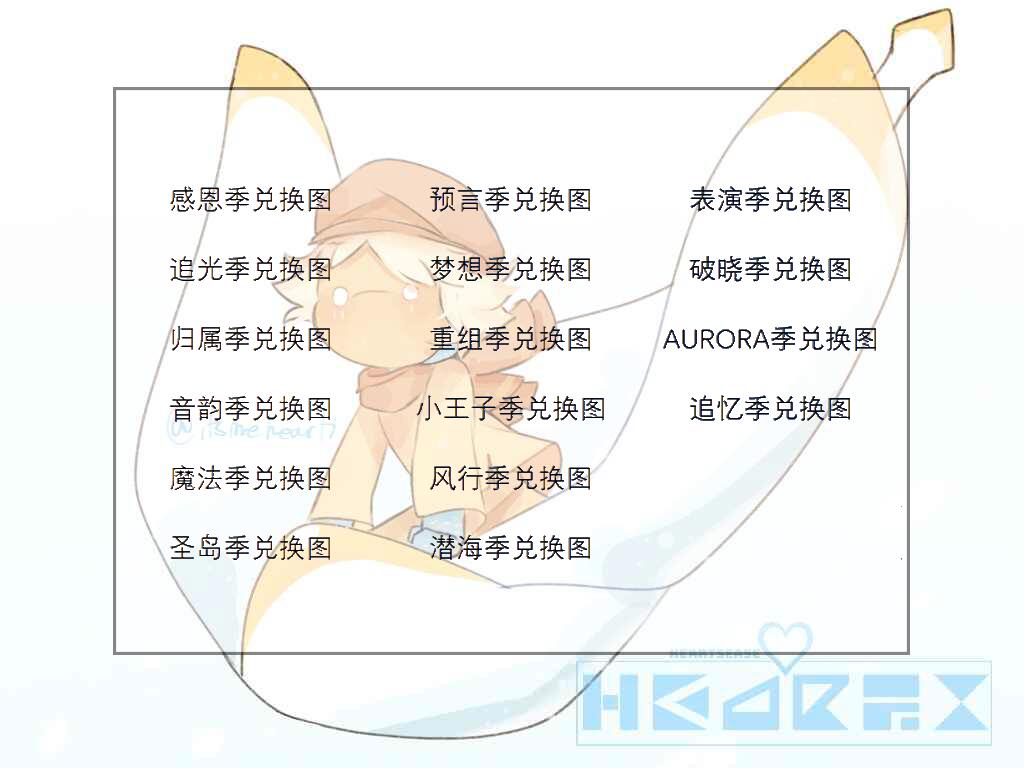 感恩季兑换图 预言季兑换图 表演季兑换图
追光季兑换图 梦想季兑换图 破晓季兑换图
归属季兑换图 重组季兑换图 AURORA季兑换图
音韵季兑换图 小王子季兑换图 追忆季兑换图
魔法季兑换图 风行季兑换图
圣岛季兑换图 潜海季兑换图
HEARTSEASE